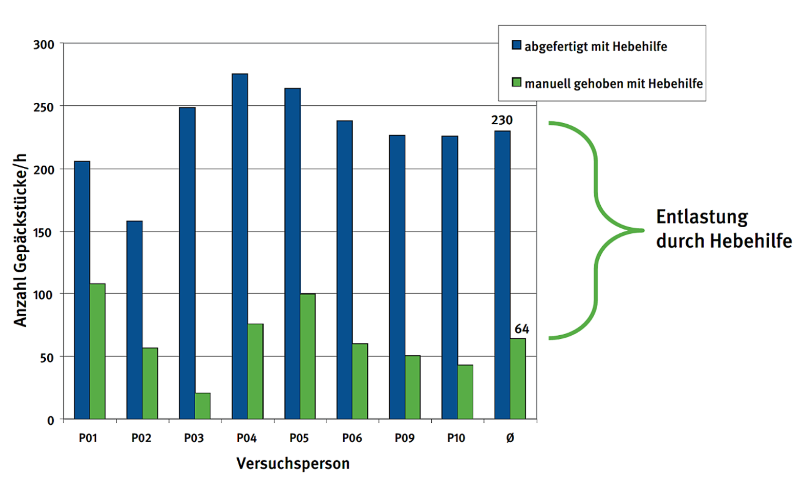 abgefertigt mit Hebehilfe
manuell gehoben mit Hebehilfe
Anzahl Gepäckstücke/h
300
250
200
150
100
50
0
230
64
P01 P02 P03 P04 P05 P06 P09 P10 Ø
Versuchsperson
Entlastung
durch Hebehilfe